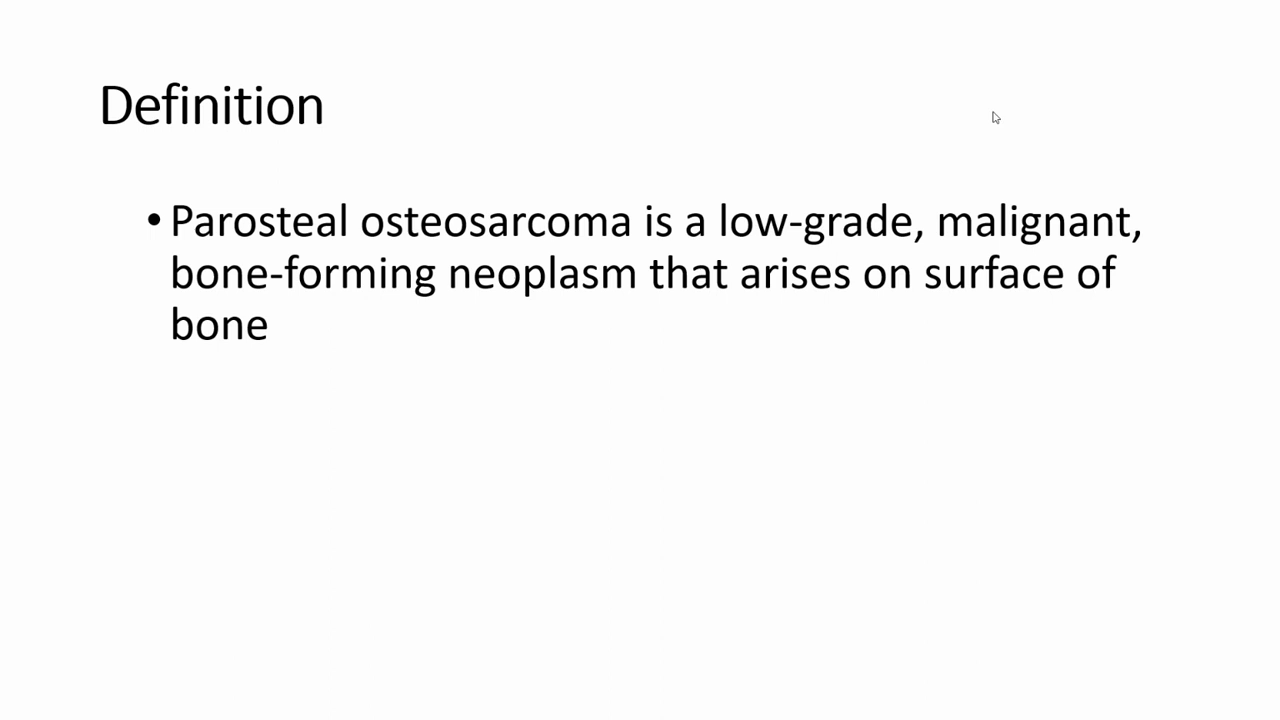 Definition
• Parosteal osteosarcoma is a low-grade, malignant,
bone-forming neoplasm that arises on surface of
bone